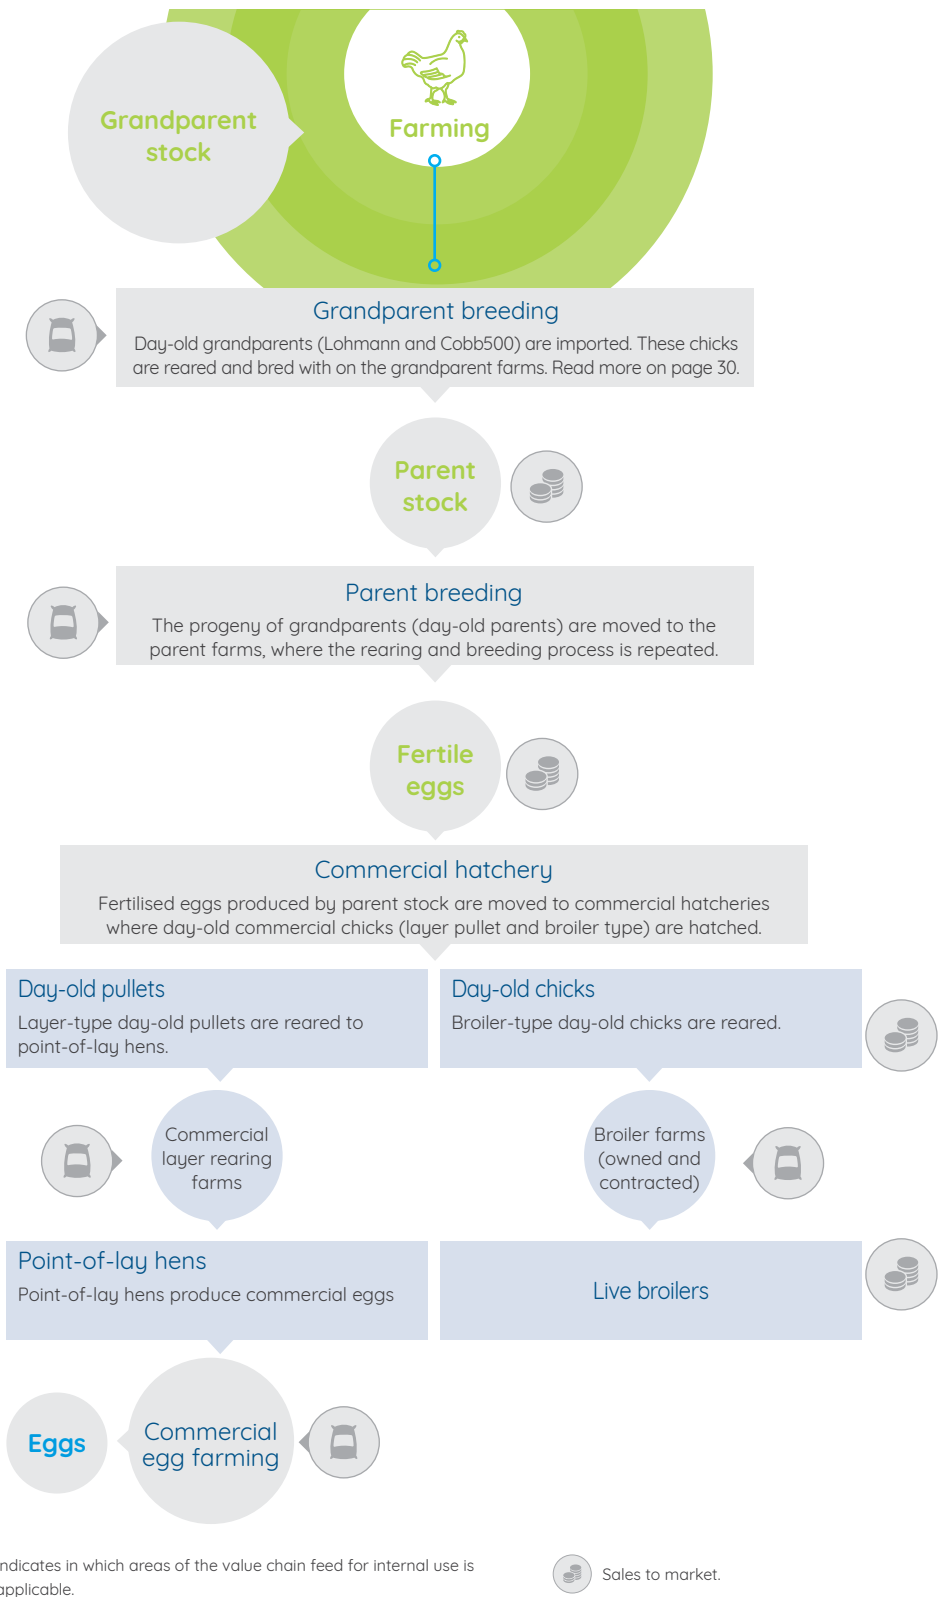 Grandparent
stock
Farming
Grandparent breeding
Day-old grandparents (Lohmann and Cobb500) are imported. These chicks
are reared and bred with on the grandparent farms. Read more on page 30.
Parent
stock
Parent breeding
The progeny of grandparents (day-old parents) are moved to the
parent farms, where the rearing and breeding process is repeated.
Fertile
eggs
Commercial hatchery
Fertilised eggs produced by parent stock are moved to commercial hatcheries
where day-old commercial chicks (layer pullet and broiler type) are hatched.
Day-old pullets
Layer-type day-old pullets are reared to
point-of-lay hens.
Day-old chicks
Broiler-type day-old chicks are reared.
Commercial
layer rearing
farms
Broiler farms
(owned and
contracted)
Point-of-lay hens
Point-of-lay hens produce commercial eggs
Live broilers
Eggs
Commercial
egg farming
ndicates in which areas of the value chain feed for internal use is
applicable.
Sales to market.